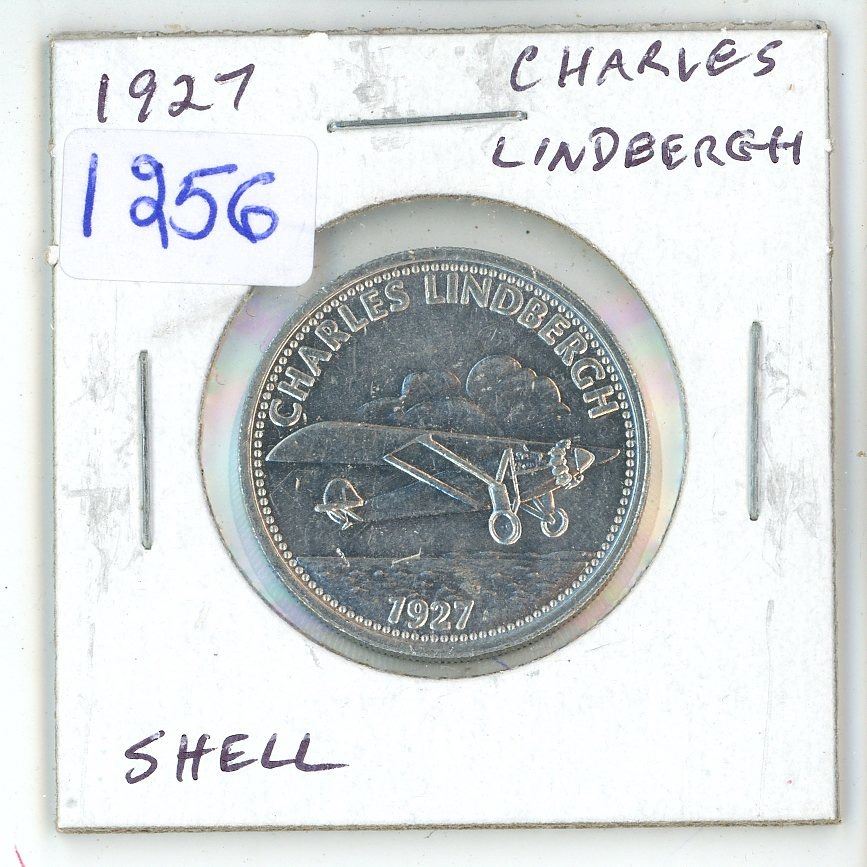 1927
CHARLES
LINDBERGH
1256
CHARLES LINDBERGH
1927
SHELL